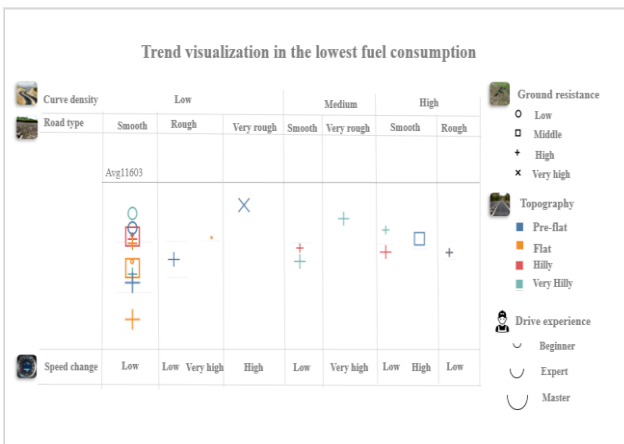 Trend visualization in the lowest fuel consumption
Curve density Low Medium High
Road type Smooth Rough Very rough Smooth Very rough Smooth Rough
Avg11603
Speed change Low Low Very high High Low Very high Low High Low
Ground resistance
Low
Middle
High
Very high
Topography
Pre-flat
Flat
Hilly
Very Hilly
Drive experience
Beginner
Expert
Master